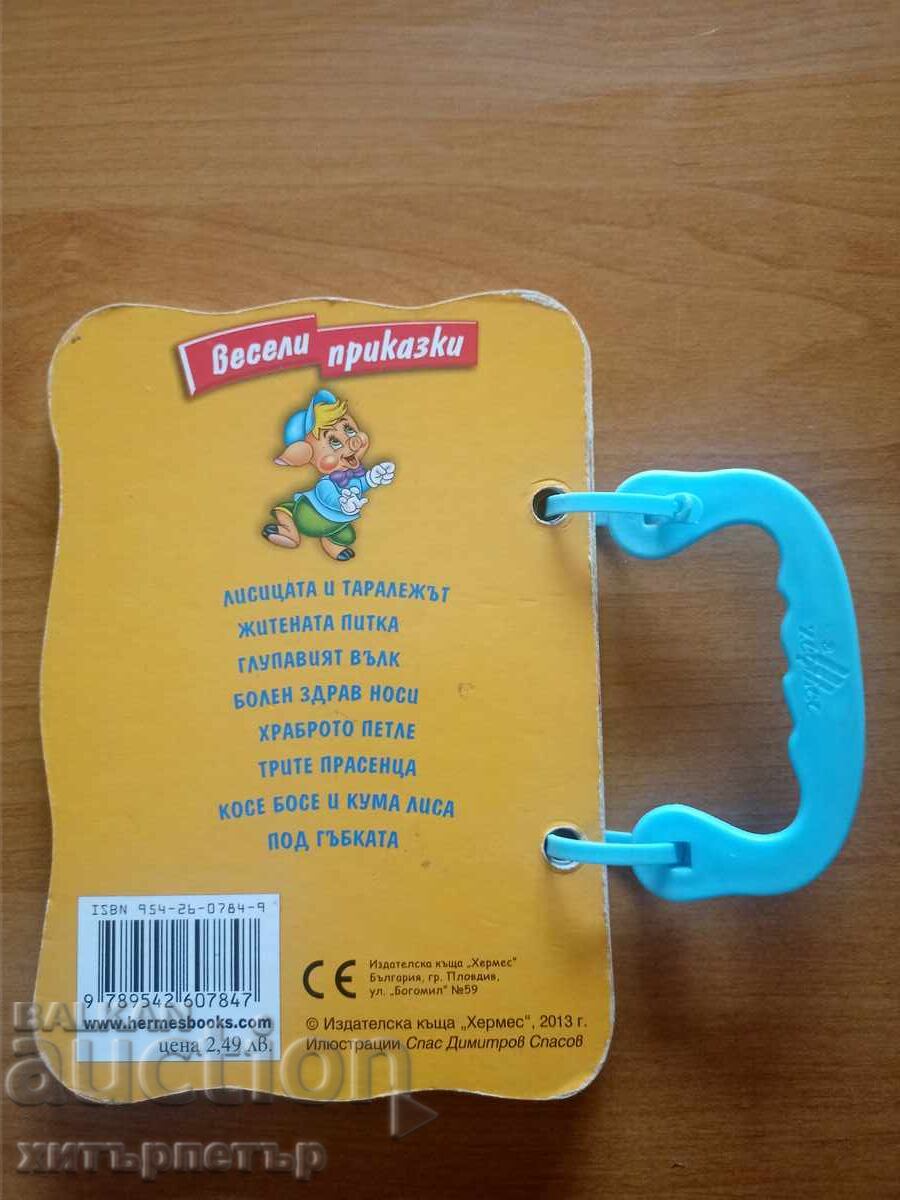 весели приказки
ЛИСИЦАТА И ТАРАЛЕЖЪТ
ЖИТЕНАТА ПИТКА
ГЛУПАВИЯТ ВЪЛК
БОЛЕН ЗДРАВ НОСИ
ХРАБРОТО ПЕТЛЕ
ТРИТЕ ПРАСЕНЦА
КОСЕ БОСЕ И КУМА ЛИСА
ПОД ГЪБКАТА
Хермес
ISBN 954-26-0784-9
9 789542 607847
www.hermesbooks.com
цена 2,49 лв.
CE
Издателска къща „Хермес"
България, гр. Пловдив,
ул. „Богомил" №59
© Издателска къща „Хермес", 2013 г.
Илюстрации Спас Димитров Спасов
BALKAN
auction
хитърпетър